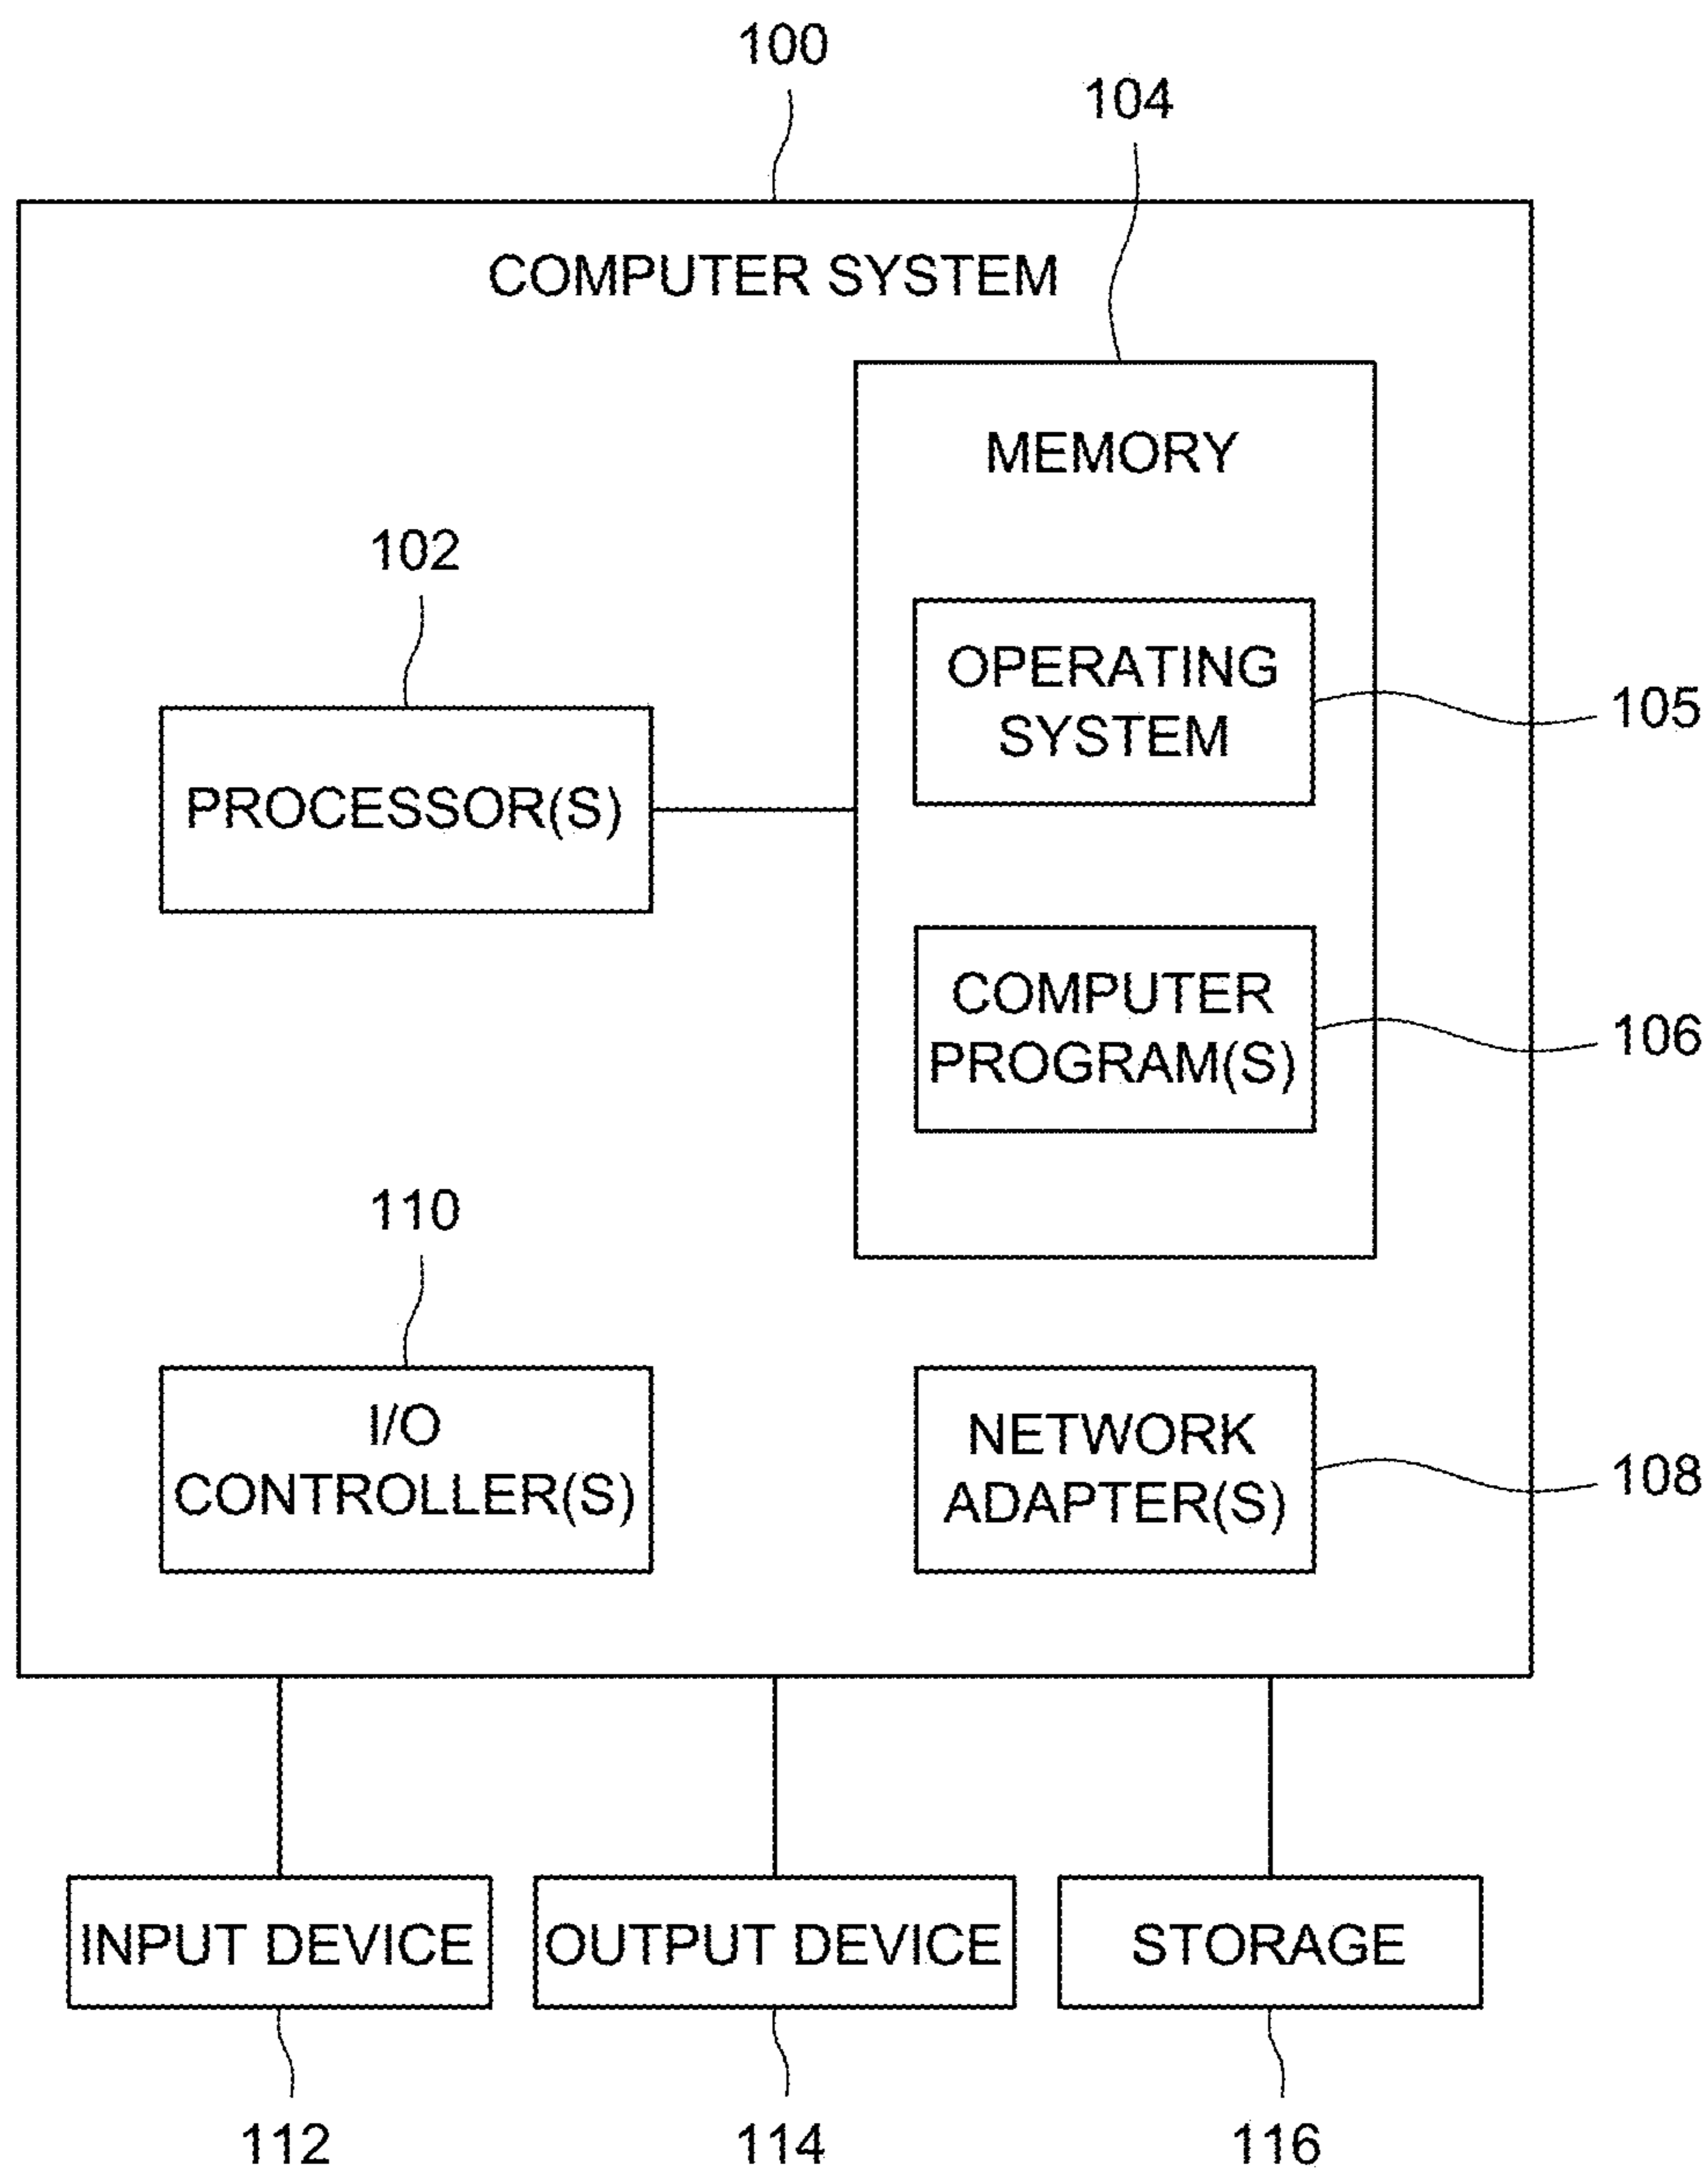 100
104
COMPUTER SYSTEM
MEMORY
102
OPERATING
SYSTEM
105
PROCESSOR(S)
COMPUTER
PROGRAM(S)
106
110
I/O
CONTROLLER(S)
NETWORK
ADAPTER(S)
108
INPUT DEVICE
OUTPUT DEVICE
STORAGE
112
114
116